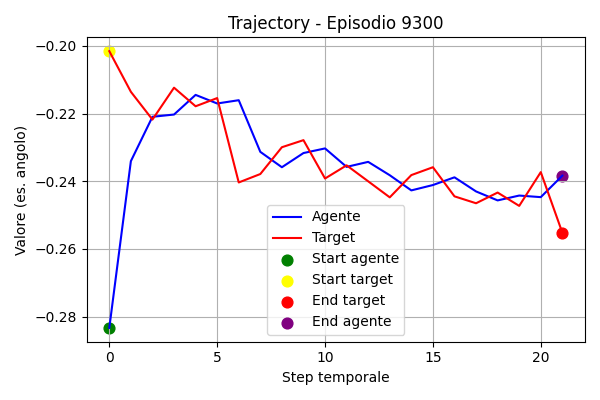 Trajectory - Episodio 9300
−0.20
−0.22
−0.24
−0.26
−0.28
Valore (es. angolo)
Agente
Target
Start agente
Start target
End target
End agente
0 5 10 15 20
Step temporale